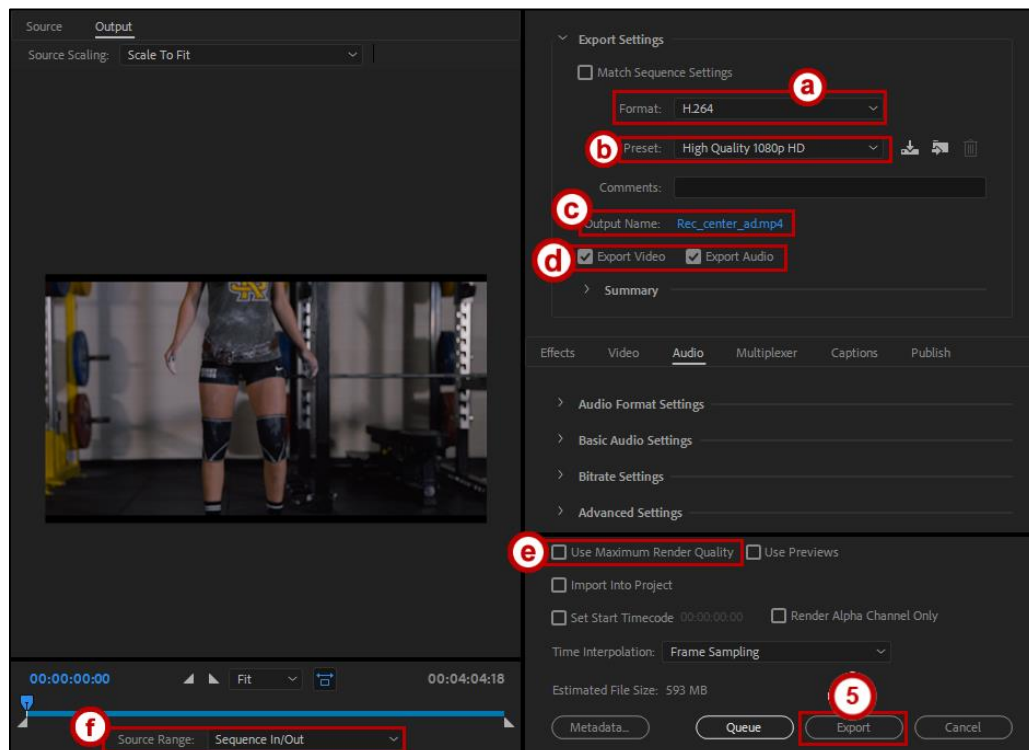 Source Output
Source Scaling: Scale To Fit
00:00:00:00 Fit 00:04:04:18
f
Source Range: Sequence In/Out
Export Settings
Match Sequence Settings
a
Format: H.264
b Preset: High Quality 1080p HD
Comments:
c
Output Name: Rec_center_ad.mp4
d Export Video Export Audio
Summary
Effects Video Audio Multiplexer Captions Publish
Audio Format Settings
Basic Audio Settings
Bitrate Settings
Advanced Settings
e Use Maximum Render Quality Use Previews
Import Into Project
Set Start Timecode 00:00:00:00 Render Alpha Channel Only
Time Interpolation: Frame Sampling
Estimated File Size: 593 MB
5
Metadata... Queue Export Cancel